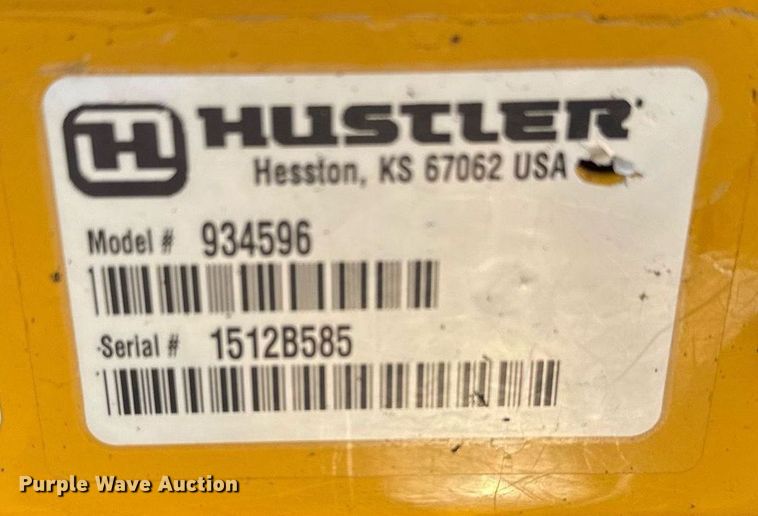 H HUSTLER
Hesston, KS 67062 USA
Model # 934596
Serial # 1512B585
Purple Wave Auction